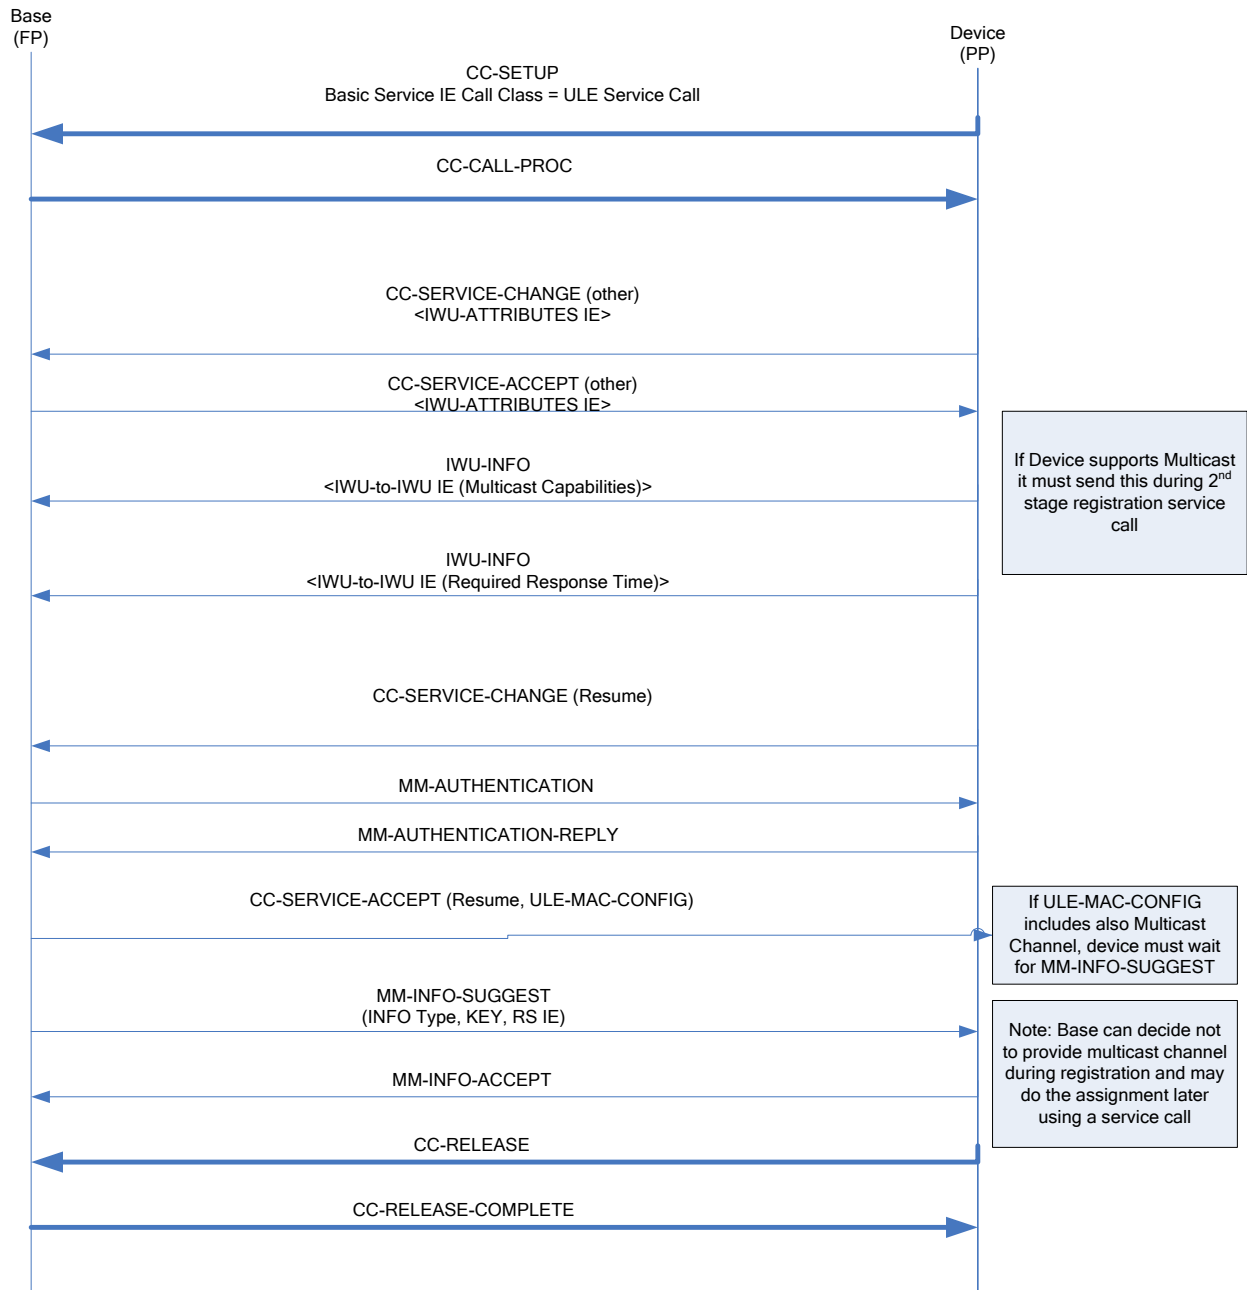 Base
(FP)
Device
(PP)
CC-SETUP
Basic Service IE Call Class = ULE Service Call
CC-CALL-PROC
CC-SERVICE-CHANGE (other)
<IWU-ATTRIBUTES IE>
CC-SERVICE-ACCEPT (other)
<IWU-ATTRIBUTES IE>
IWU-INFO
<IWU-to-IWU IE (Multicast Capabilities)>
If Device supports Multicast
it must send this during 2nd
stage registration service
call
IWU-INFO
<IWU-to-IWU IE (Required Response Time)>
CC-SERVICE-CHANGE (Resume)
MM-AUTHENTICATION
MM-AUTHENTICATION-REPLY
CC-SERVICE-ACCEPT (Resume, ULE-MAC-CONFIG)
If ULE-MAC-CONFIG
includes also Multicast
Channel, device must wait
for MM-INFO-SUGGEST
MM-INFO-SUGGEST
(INFO Type, KEY, RS IE)
Note: Base can decide not
to provide multicast channel
during registration and may
do the assignment later
using a service call
MM-INFO-ACCEPT
CC-RELEASE
CC-RELEASE-COMPLETE